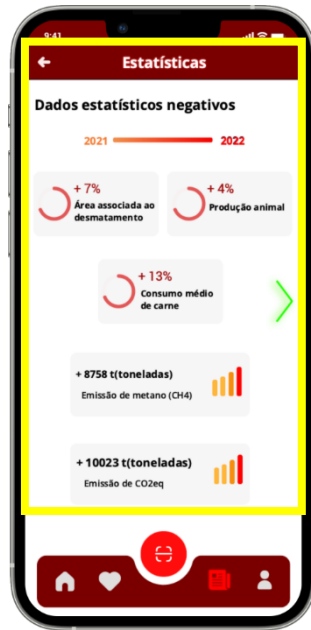 9:41
Estatísticas
Dados estatísticos negativos
2021 2022
+ 7%
Área associada ao
desmatamento
+ 4%
Produção animal
+ 13%
Consumo médio
de carne
+ 8758 t(toneladas)
Emissão de metano (CH4)
+ 10023 t(toneladas)
Emissão de CO2eq